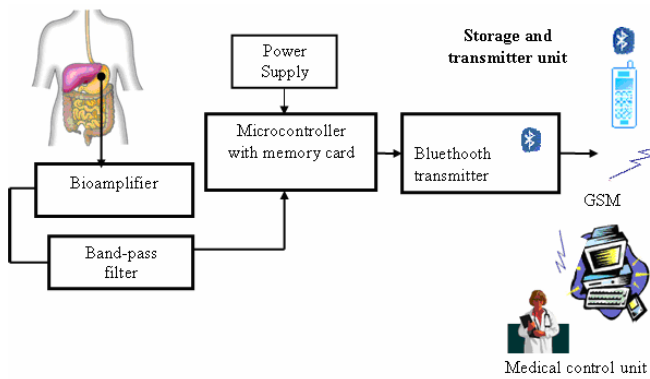 Power
Supply
Storage and
transmitter unit
Microcontroller
with memory card
Bluethooth
transmitter
Bioamplifier
GSM
Band-pass
filter
Medical control unit